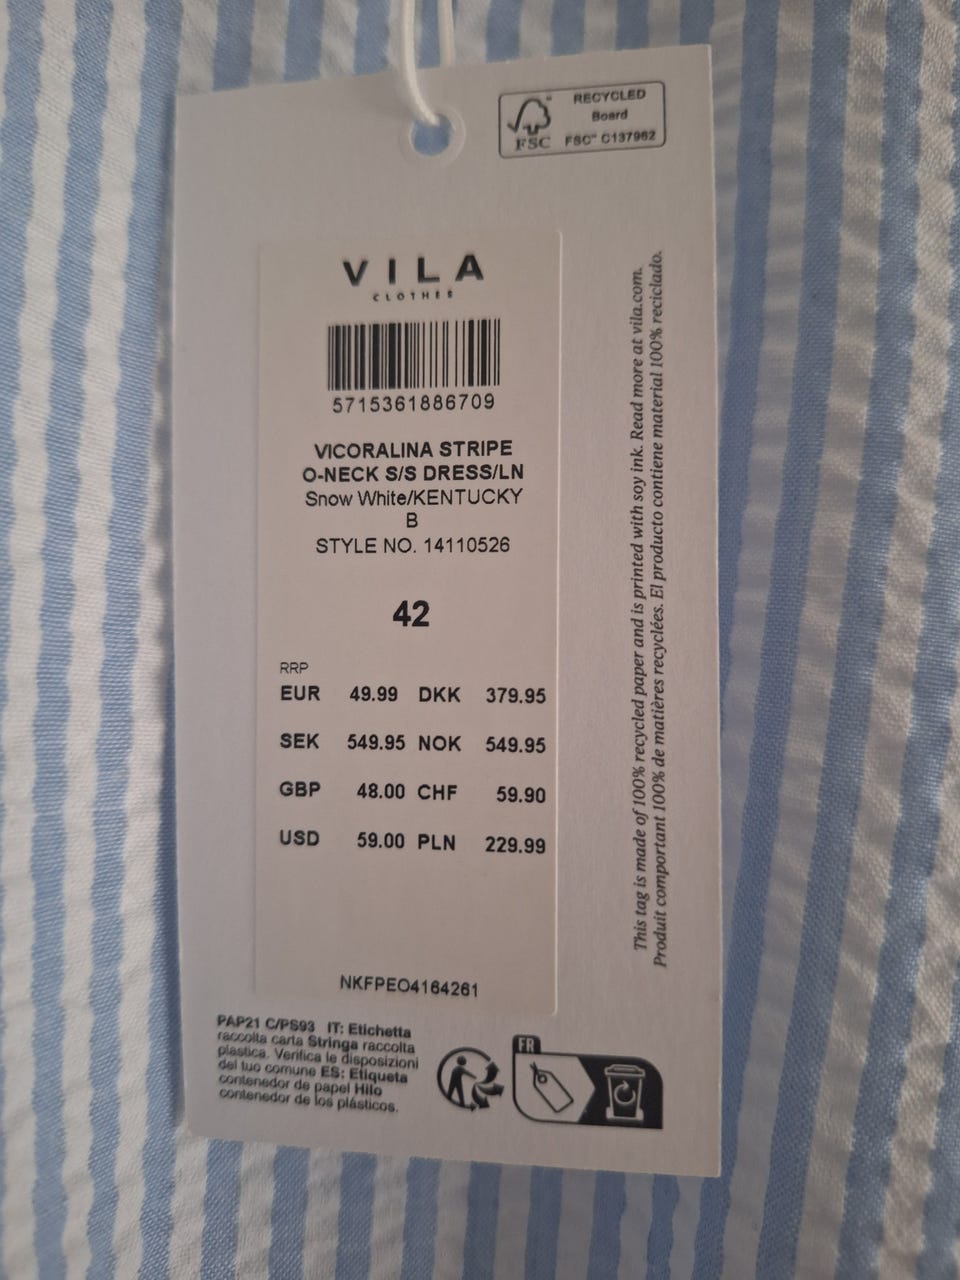 FSC
RECYCLED
Board
FSC™ C137962
VILA
CLOTHES
5715361886709
VICORALINA STRIPE
O-NECK S/S DRESS/LN
Snow White/KENTUCKY
B
STYLE NO. 14110526
42
RRP
EUR 49.99 DKK 379.95
SEK 549.95 NOK 549.95
GBP 48.00 CHF 59.90
USD 59.00 PLN 229.99
NKFPEO4164261
This tag is made of 100% recycled paper and is printed with soy ink. Read more at vila.com.
Produit comportant 100% de matières recyclées. El producto contiene material 100% reciclado.
PAP21 C/PS93 IT: Etichetta
raccolta carta Stringa raccolta
plastica. Verifica le disposizioni
del tuo comune ES: Etiqueta
contenedor de papel Hilo
contenedor de los plásticos.
FR